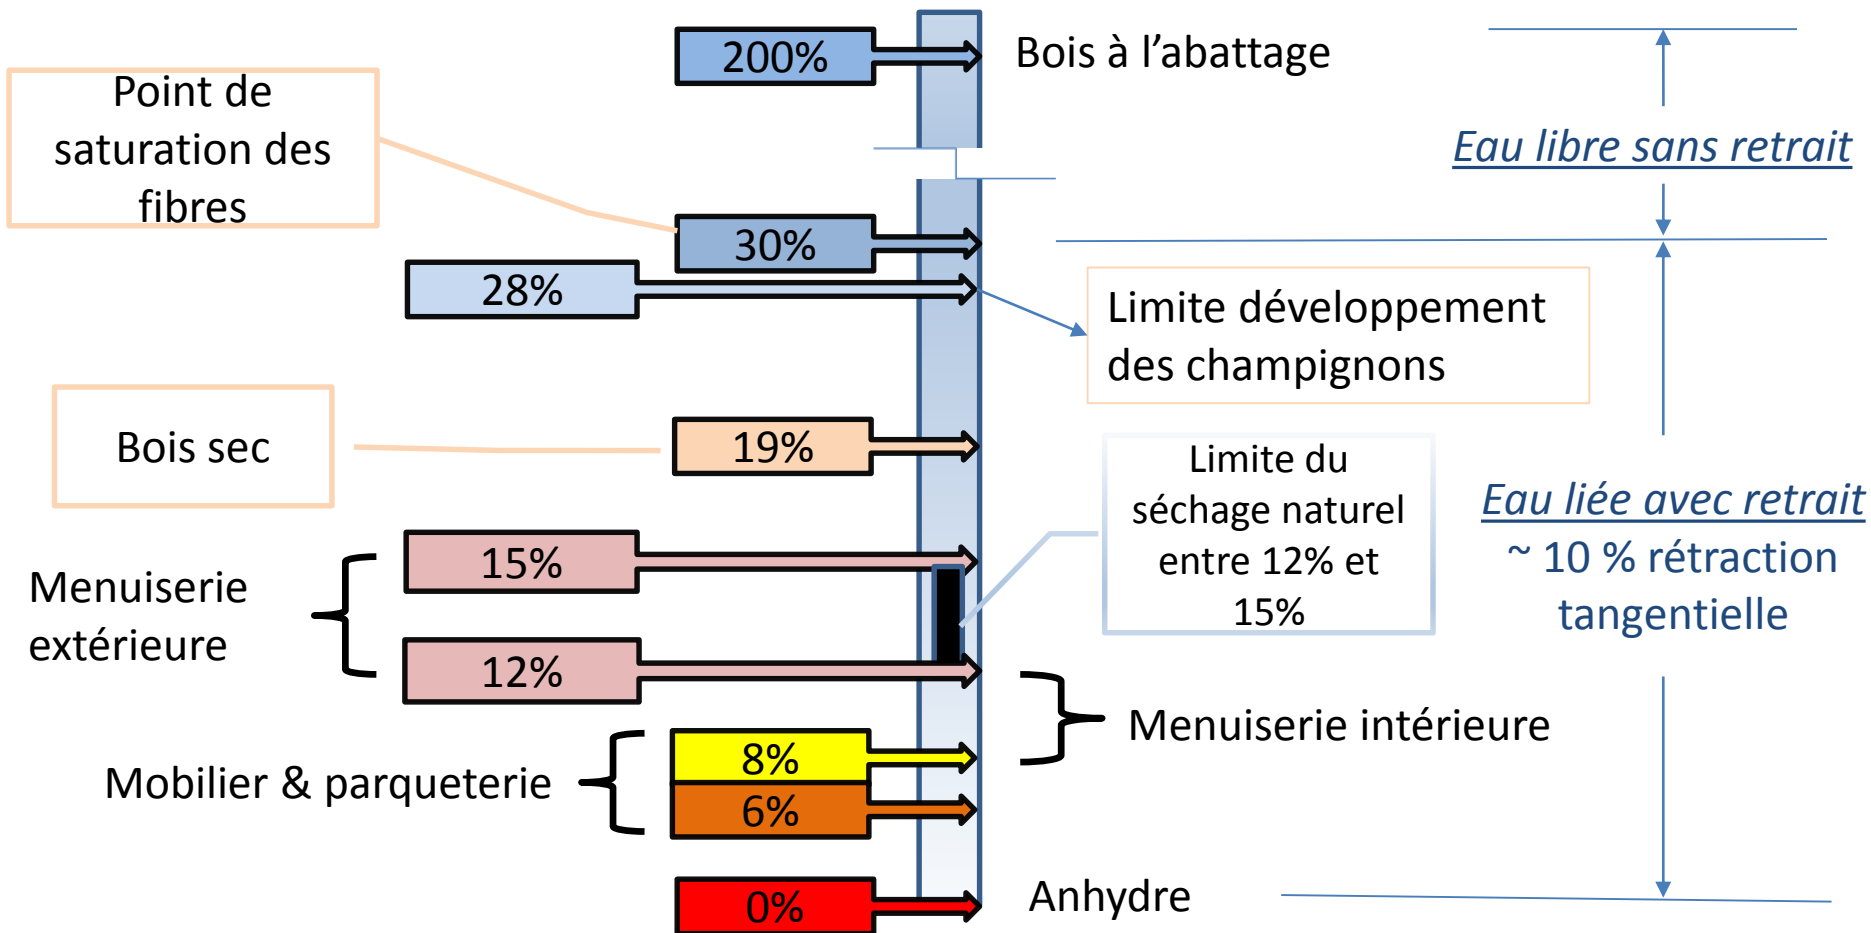 200%
Bois à l’abattage
Point de
saturation des
fibres
Eau libre sans retrait
30%
28%
Limite développement
des champignons
Bois sec
19%
Limite du
séchage naturel
entre 12% et
15%
Eau liée avec retrait
~ 10 % rétraction
tangentielle
15%
Menuiserie
extérieure
12%
Menuiserie intérieure
8%
Mobilier & parqueterie
6%
0%
Anhydre